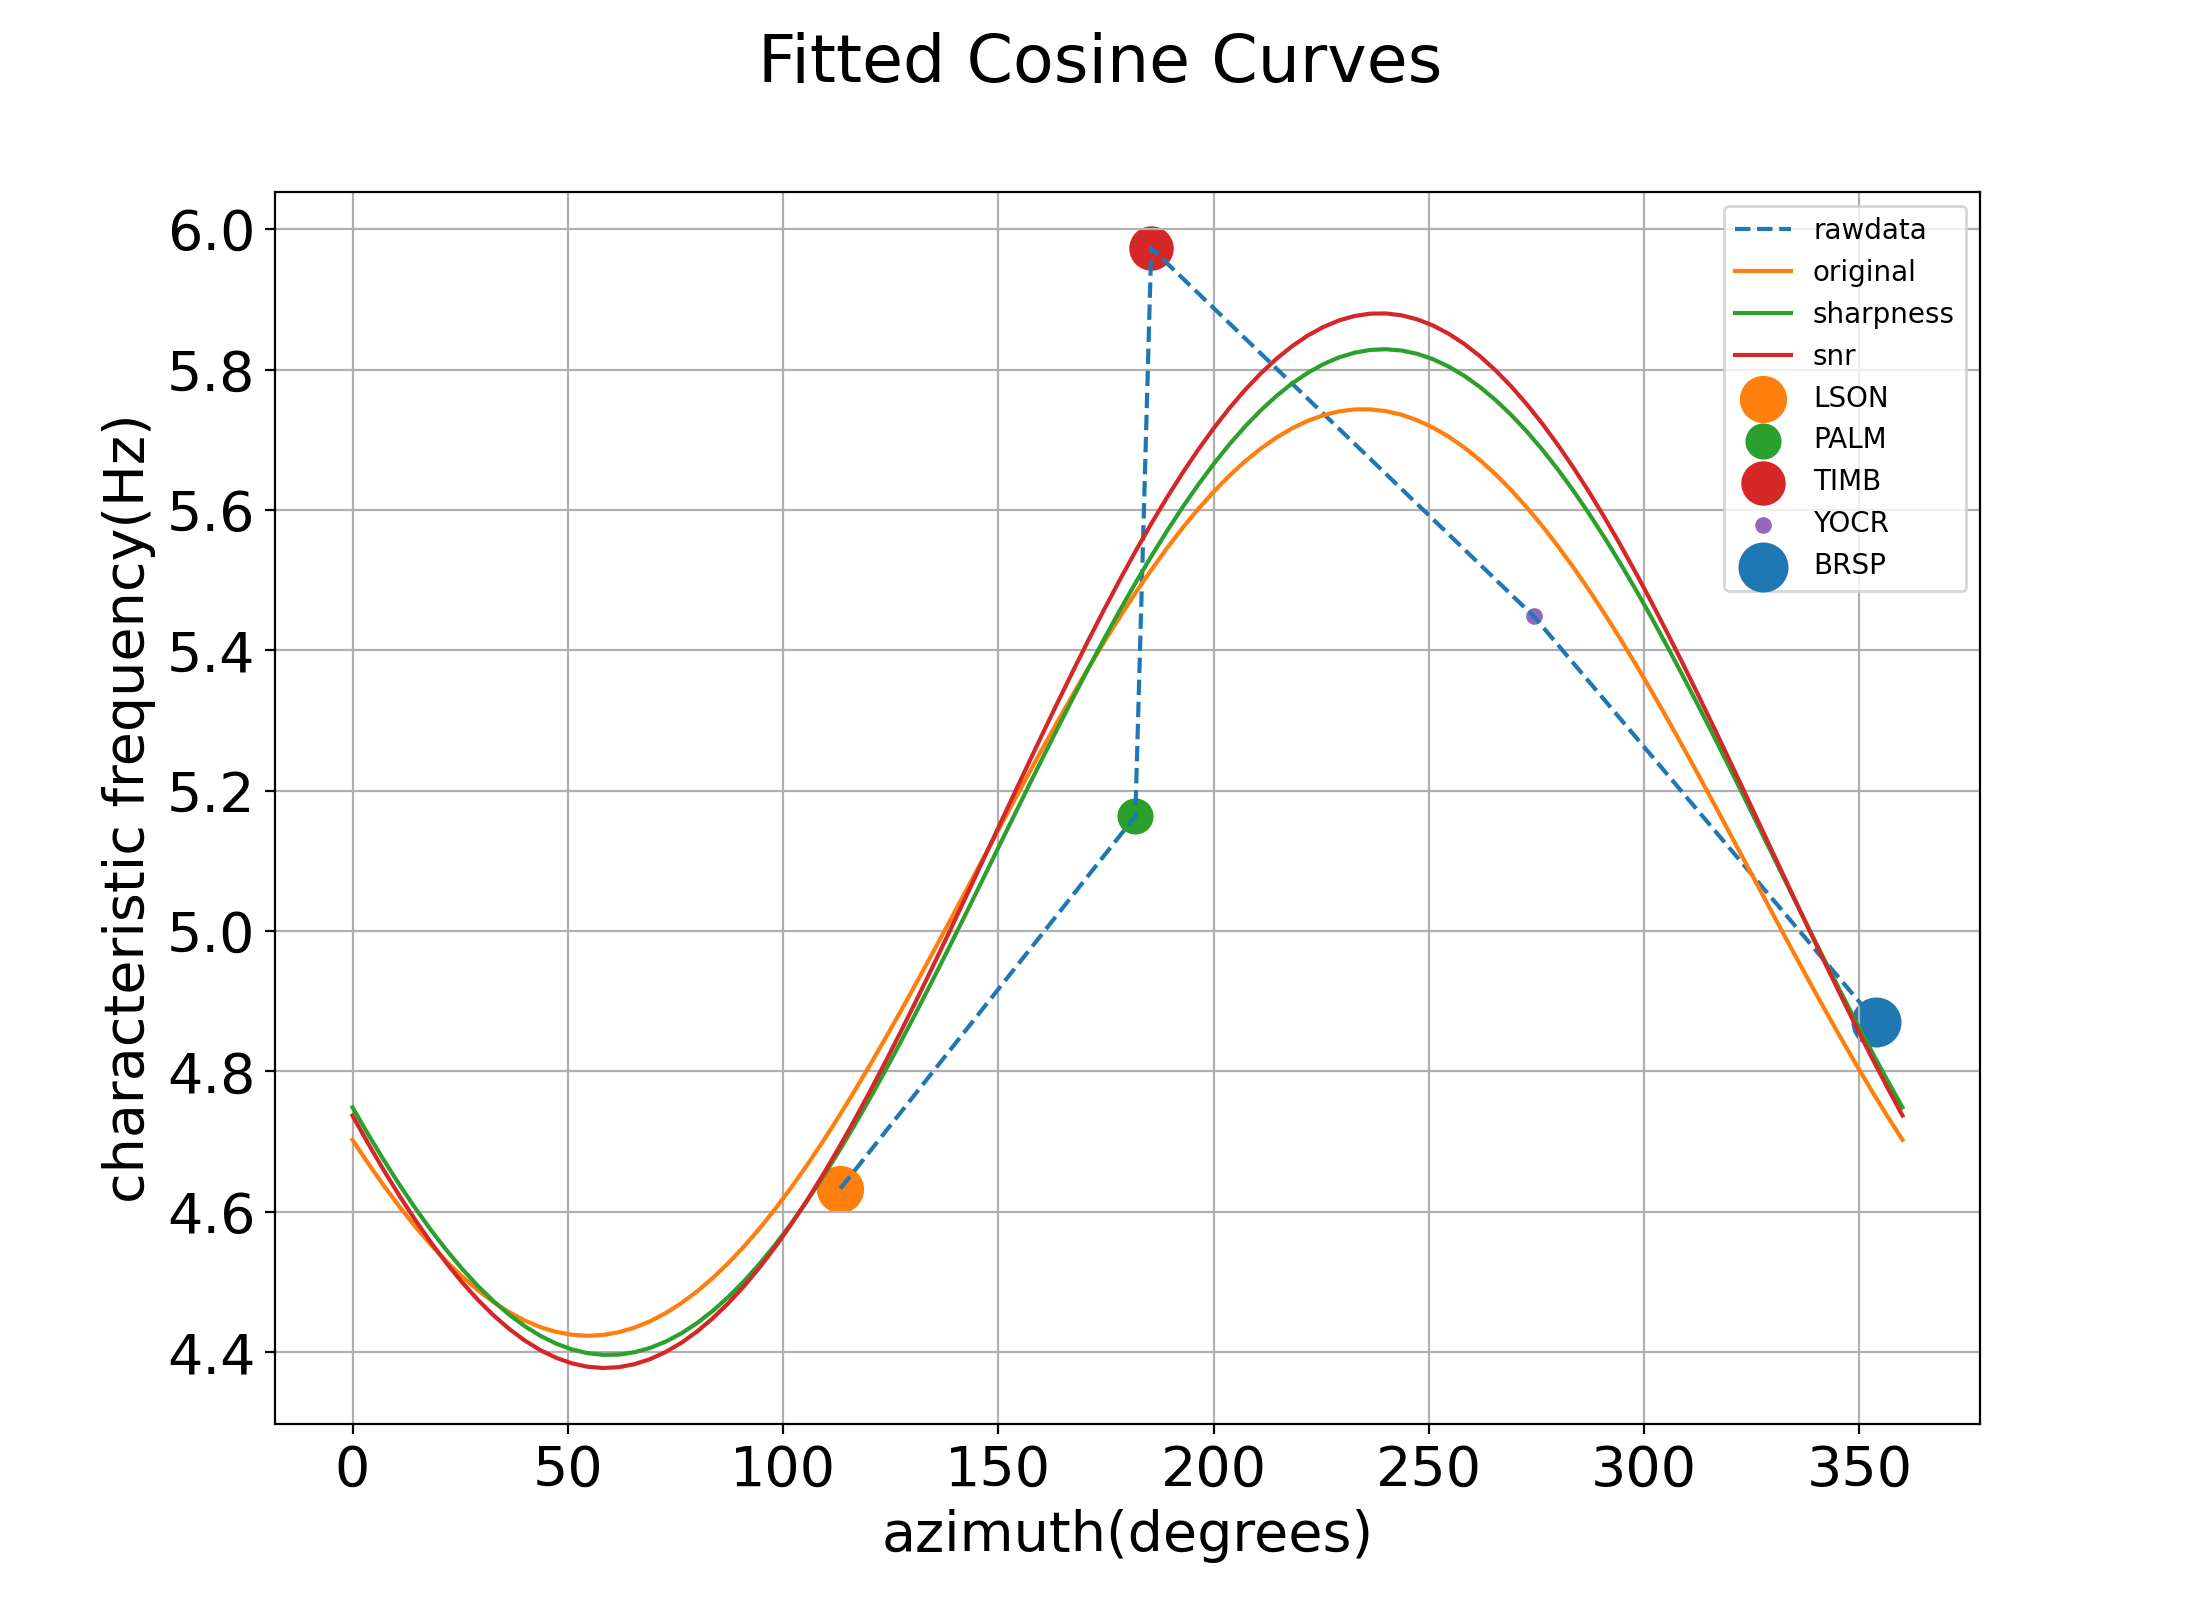 Fitted Cosine Curves
characteristic frequency(Hz)
6.0
5.8
5.6
5.4
5.2
5.0
4.8
4.6
4.4
0 50 100 150 200 250 300 350
azimuth(degrees)
rawdata
original
sharpness
snr
LSON
PALM
TIMB
YOCR
BRSP